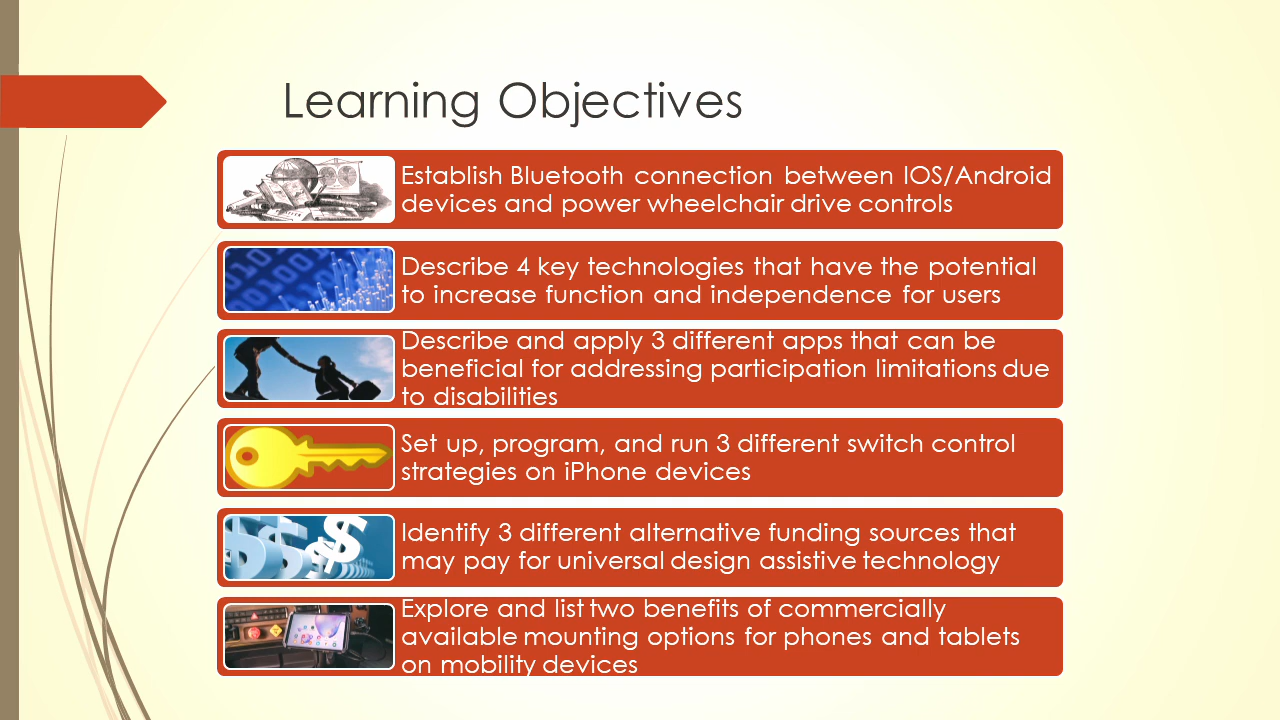 Learning Objectives
Establish Bluetooth connection between IOS/Android
devices and power wheelchair drive controls
Describe 4 key technologies that have the potential
to increase function and independence for users
Describe and apply 3 different apps that can be
beneficial for addressing participation limitations due
to disabilities
Set up, program, and run 3 different switch control
strategies on iPhone devices
Identify 3 different alternative funding sources that
may pay for universal design assistive technology
Explore and list two benefits of commercially
available mounting options for phones and tablets
on mobility devices